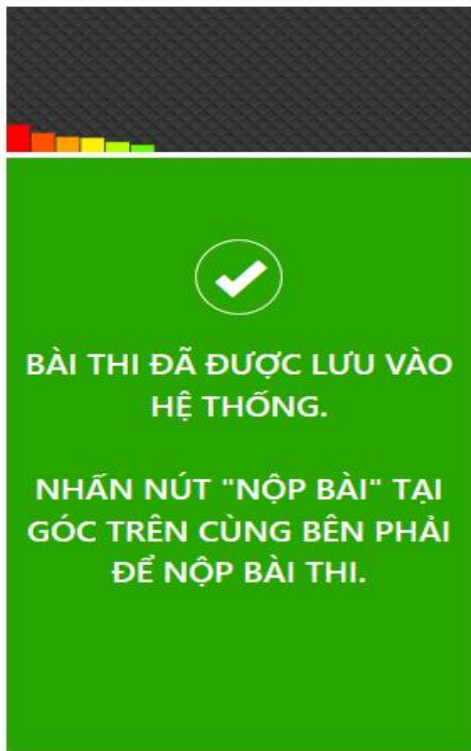 BÀI THI ĐÃ ĐƯỢC LƯU VÀO
HỆ THỐNG.
NHẤN NÚT "NỘP BÀI" TẠI
GÓC TRÊN CÙNG BÊN PHẢI
ĐỂ NỘP BÀI THI.